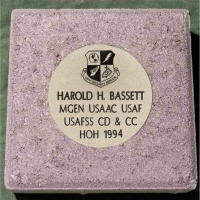 HAROLD H. BASSETT
MGEN USAAC USAF
USAFSS CD & CC
HOH 1994